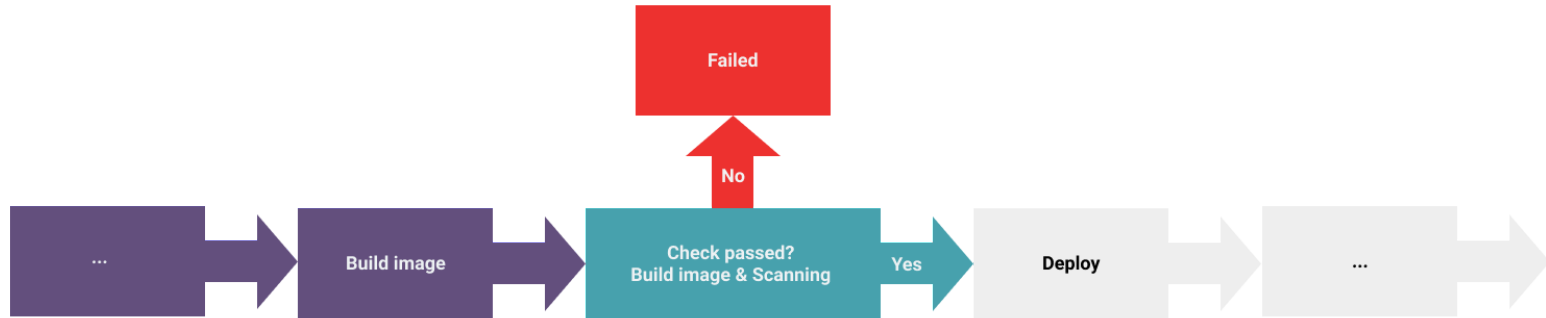 Failed
No
...
Build image
Check passed?
Build image & Scanning
Yes
Deploy
...